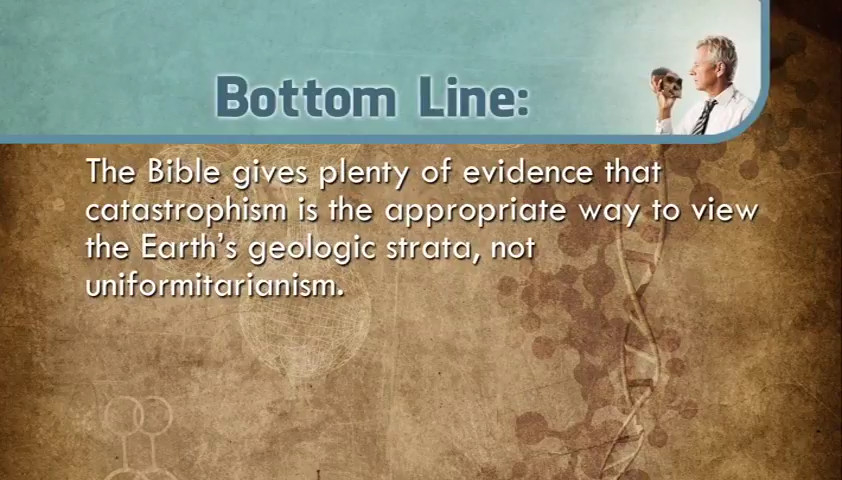 Bottom Line:
The Bible gives plenty of evidence that
catastrophism is the appropriate way to view
the Earth's geologic strata, not
uniformitarianism.